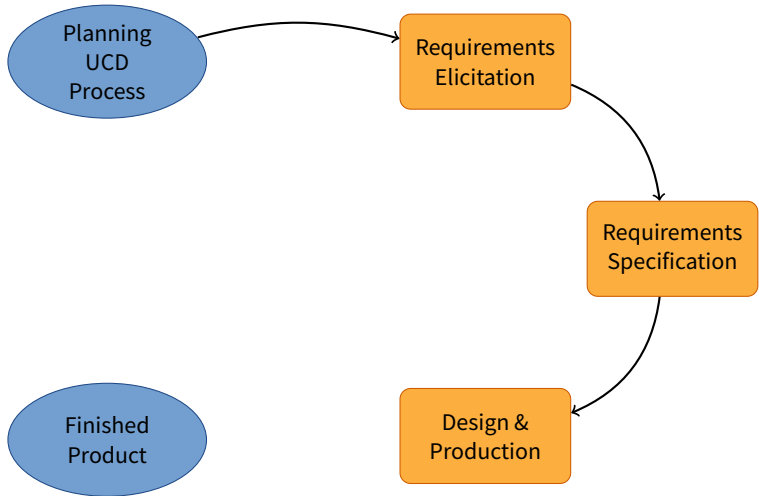 Planning
UCD
Process
Requirements
Elicitation
Requirements
Specification
Finished
Product
Design &
Production